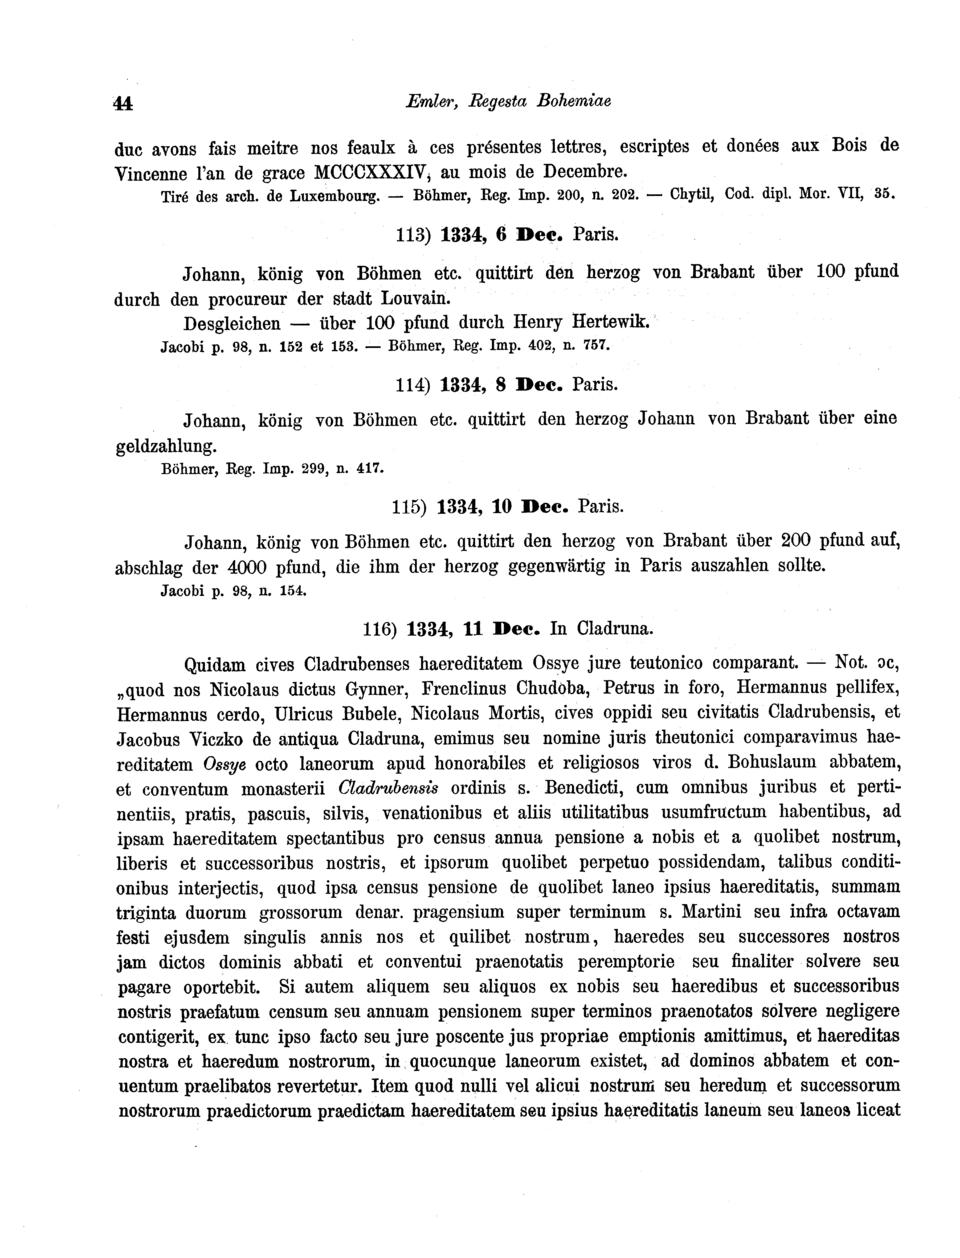 44 Emler, Regesta Bohemiae
duc avons fais meitre nos feaulx à ces présentes lettres, escriptes et donées aux Bois de
Vincenne l'an de grace MCCCXXXIV, au mois de Decembre.
Tiré des arch. de Luxembourg. — Böhmer, Reg. Imp. 200, n. 202. — Chytil, Cod. dipl. Mor. VII, 35.
113) 1334, 6 Dec. Paris.
Johann, könig von Böhmen etc. quittirt den herzog von Brabant über 100 pfund
durch den procureur der stadt Louvain.
Desgleichen — über 100 pfund durch Henry Hertewik.
Jacobi p. 98, n. 152 et 153. — Böhmer, Reg. Imp. 402, n. 757.
114) 1334, 8 Dec. Paris.
Johann, könig von Böhmen etc. quittirt den herzog Johann von Brabant über eine
geldzahlung.
Böhmer, Reg. Imp. 299, n. 417.
115) 1334, 10 Dec. Paris.
Johann, könig von Böhmen etc. quittirt den herzog von Brabant über 200 pfund auf,
abschlag der 4000 pfund, die ihm der herzog gegenwärtig in Paris auszahlen sollte.
Jacobi p. 98, n. 154.
116) 1334, 11 Dec. In Cladruna.
Quidam cives Cladrubenses haereditatem Ossye jure teutonico comparant. — Not. ɔc,
„quod nos Nicolaus dictus Gynner, Frenclinus Chudoba, Petrus in foro, Hermannus pellifex,
Hermannus cerdo, Ulricus Bubele, Nicolaus Mortis, cives oppidi seu civitatis Cladrubensis, et
Jacobus Viczko de antiqua Cladruna, emimus seu nomine juris theutonici comparavimus hae-
reditatem Ossye octo laneorum apud honorabiles et religiosos viros d. Bohuslaum abbatem,
et conventum monasterii Cladrubensis ordinis s. Benedicti, cum omnibus juribus et perti-
nentiis, pratis, pascuis, silvis, venationibus et aliis utilitatibus usumfructum habentibus, ad
ipsam haereditatem spectantibus pro census annua pensione a nobis et a quolibet nostrum,
liberis et successoribus nostris, et ipsorum quolibet perpetuo possidendam, talibus conditi-
onibus interjectis, quod ipsa census pensione de quolibet laneo ipsius haereditatis, summam
triginta duorum grossorum denar. pragensium super terminum s. Martini seu infra octavam
festi ejusdem singulis annis nos et quilibet nostrum, haeredes seu successores nostros
jam dictos dominis abbati et conventui praenotatis peremptorie seu finaliter solvere seu
pagare oportebit. Si autem aliquem seu aliquos ex nobis seu haeredibus et successoribus
nostris praefatum censum seu annuam pensionem super terminos praenotatos solvere negligere
contigerit, ex tunc ipso facto seu jure poscente jus propriae emptionis amittimus, et haereditas
nostra et haeredum nostrorum, in quocunque laneorum existet, ad dominos abbatem et con-
uentum praelibatos revertetur. Item quod nulli vel alicui nostrum seu heredum et successorum
nostrorum praedictorum praedictam haereditatem seu ipsius haereditatis laneum seu laneos liceat